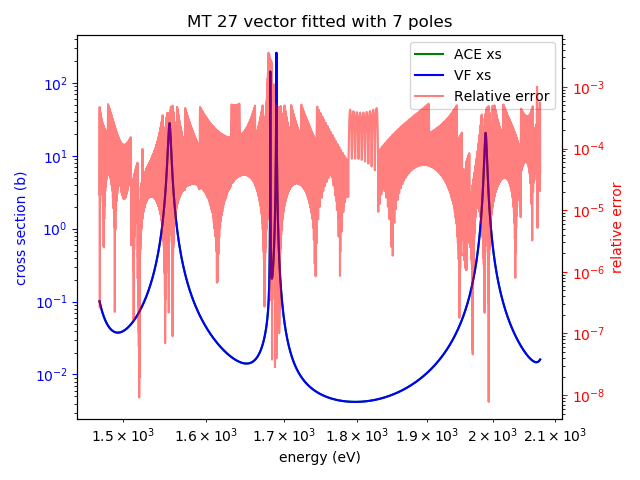 MT 27 vector fitted with 7 poles
ACE xs
VF xs
Relative error
10²
10¹
10⁰
10⁻¹
10⁻²
cross section (b)
10⁻³
10⁻⁴
10⁻⁵
10⁻⁶
10⁻⁷
10⁻⁸
relative error
1.5 × 10³ 1.6 × 10³ 1.7 × 10³ 1.8 × 10³ 1.9 × 10³ 2 × 10³ 2.1 × 10³
energy (eV)